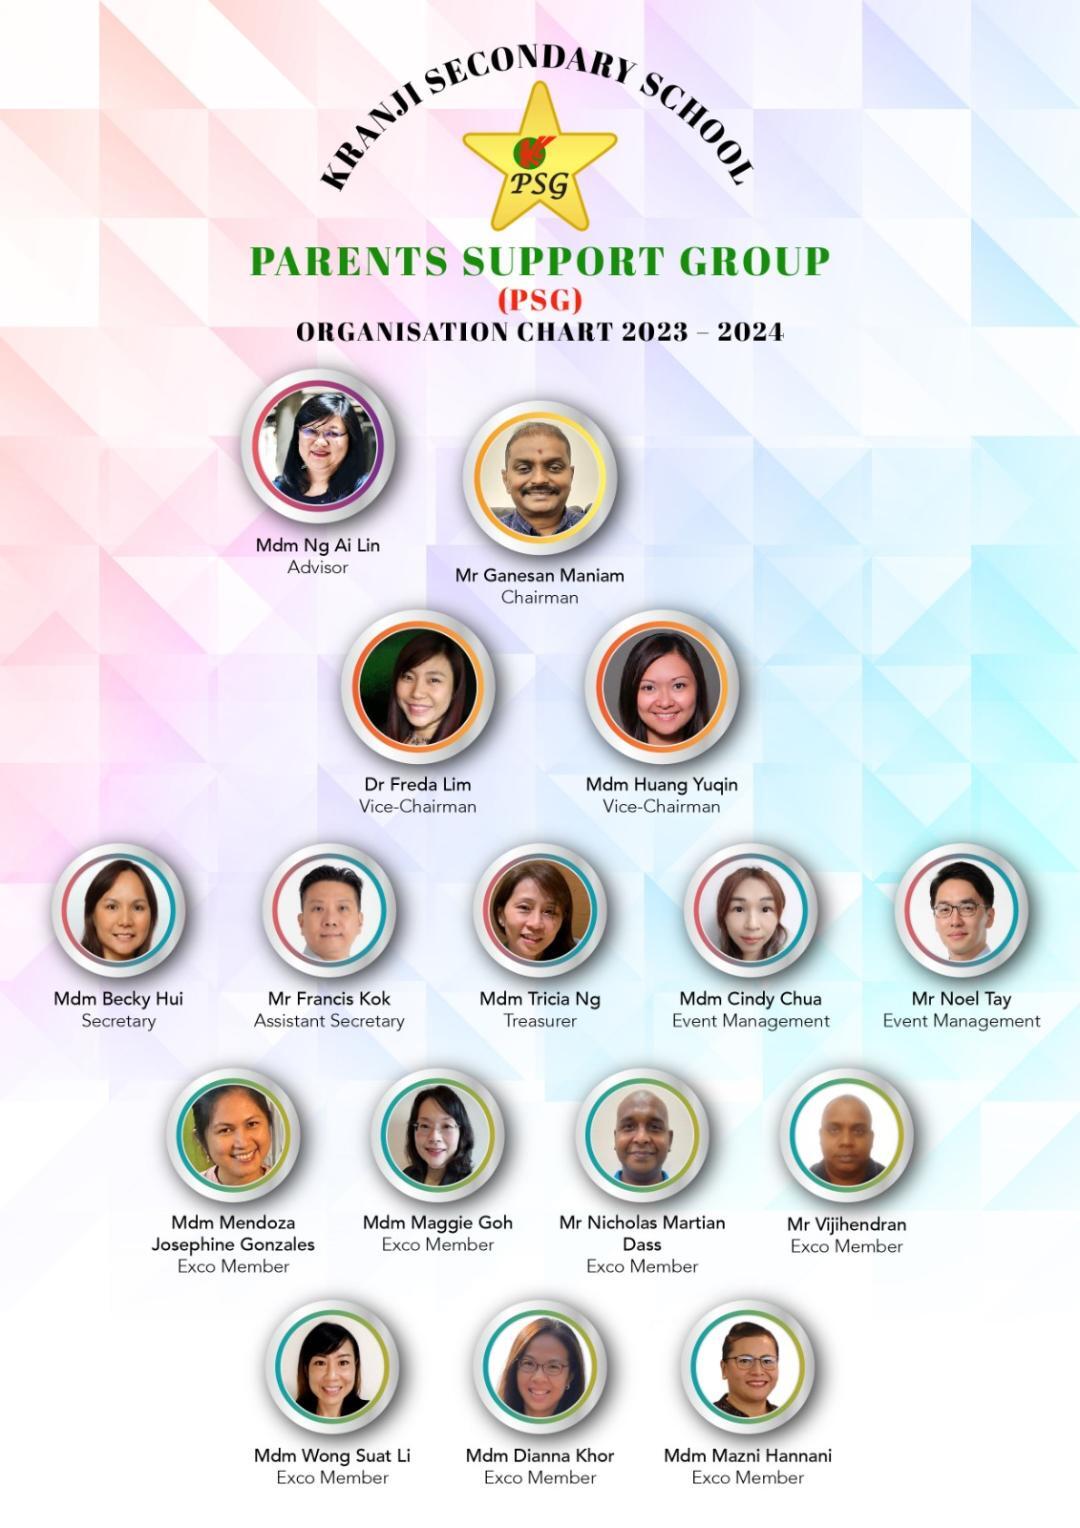 KRANJI SECONDARY SCHOOL
K
PSG
PARENTS SUPPORT GROUP
(PSG)
ORGANISATION CHART 2023 – 2024
Mdm Ng Ai Lin
Advisor
Mr Ganesan Maniam
Chairman
Dr Freda Lim
Vice-Chairman
Mdm Huang Yuqin
Vice-Chairman
Mdm Becky Hui
Secretary
Mr Francis Kok
Assistant Secretary
Mdm Tricia Ng
Treasurer
Mdm Cindy Chua
Event Management
Mr Noel Tay
Event Management
Mdm Mendoza
Josephine Gonzales
Exco Member
Mdm Maggie Goh
Exco Member
Mr Nicholas Martian
Dass
Exco Member
Mr Vijihendran
Exco Member
Mdm Wong Suat Li
Exco Member
Mdm Dianna Khor
Exco Member
Mdm Mazni Hannani
Exco Member